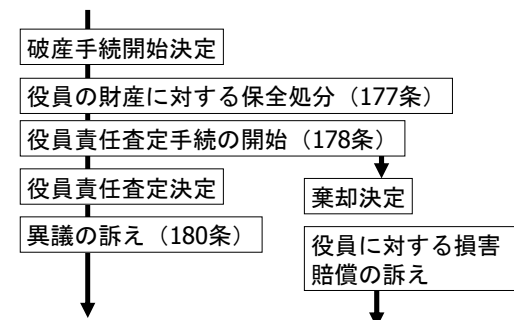 破産手続開始決定
役員の財産に対する保全処分（177条）
役員責任査定手続の開始（178条）
役員責任査定決定
棄却決定
異議の訴え（180条）
役員に対する損害
賠償の訴え